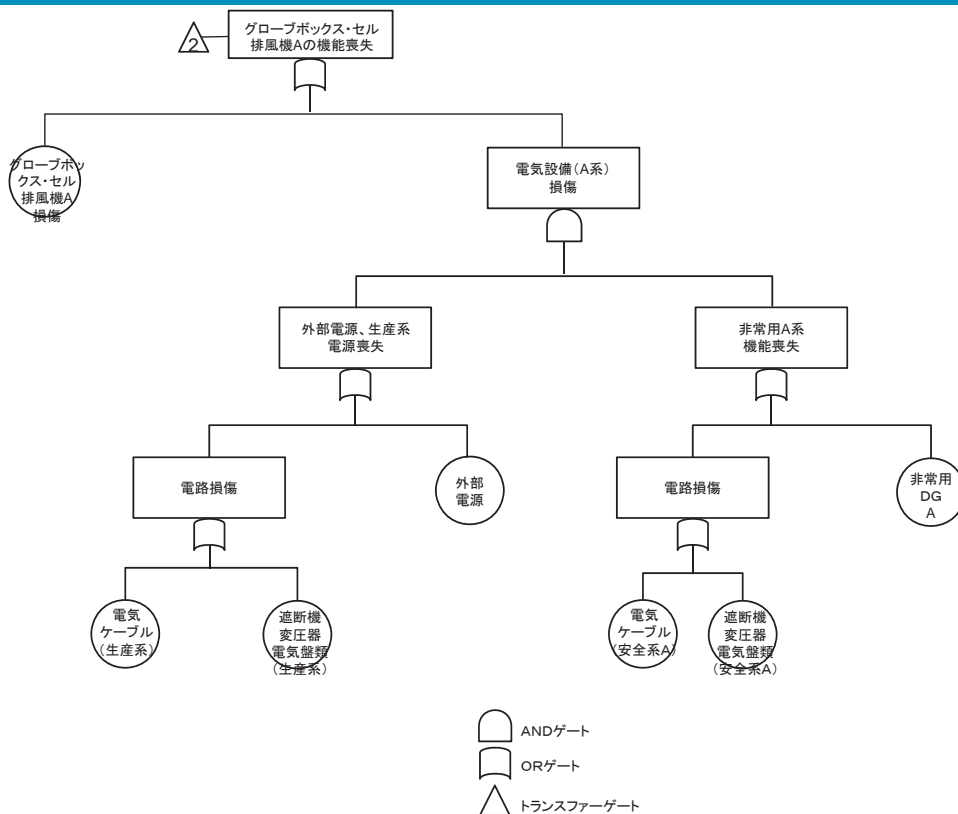 グローブボックス・セル
排風機Aの機能喪失
2
グローブボッ
クス・セル
排風機A
損傷
電気設備(A系)
損傷
外部電源、生産系
電源喪失
非常用A系
機能喪失
電路損傷
外部
電源
電路損傷
非常用
DG
A
電気
ケーブル
(生産系)
遮断機
変圧器
電気盤類
(生産系)
電気
ケーブル
(安全系A)
遮断機
変圧器
電気盤類
(安全系A)
ANDゲート
ORゲート
トランスファーゲート